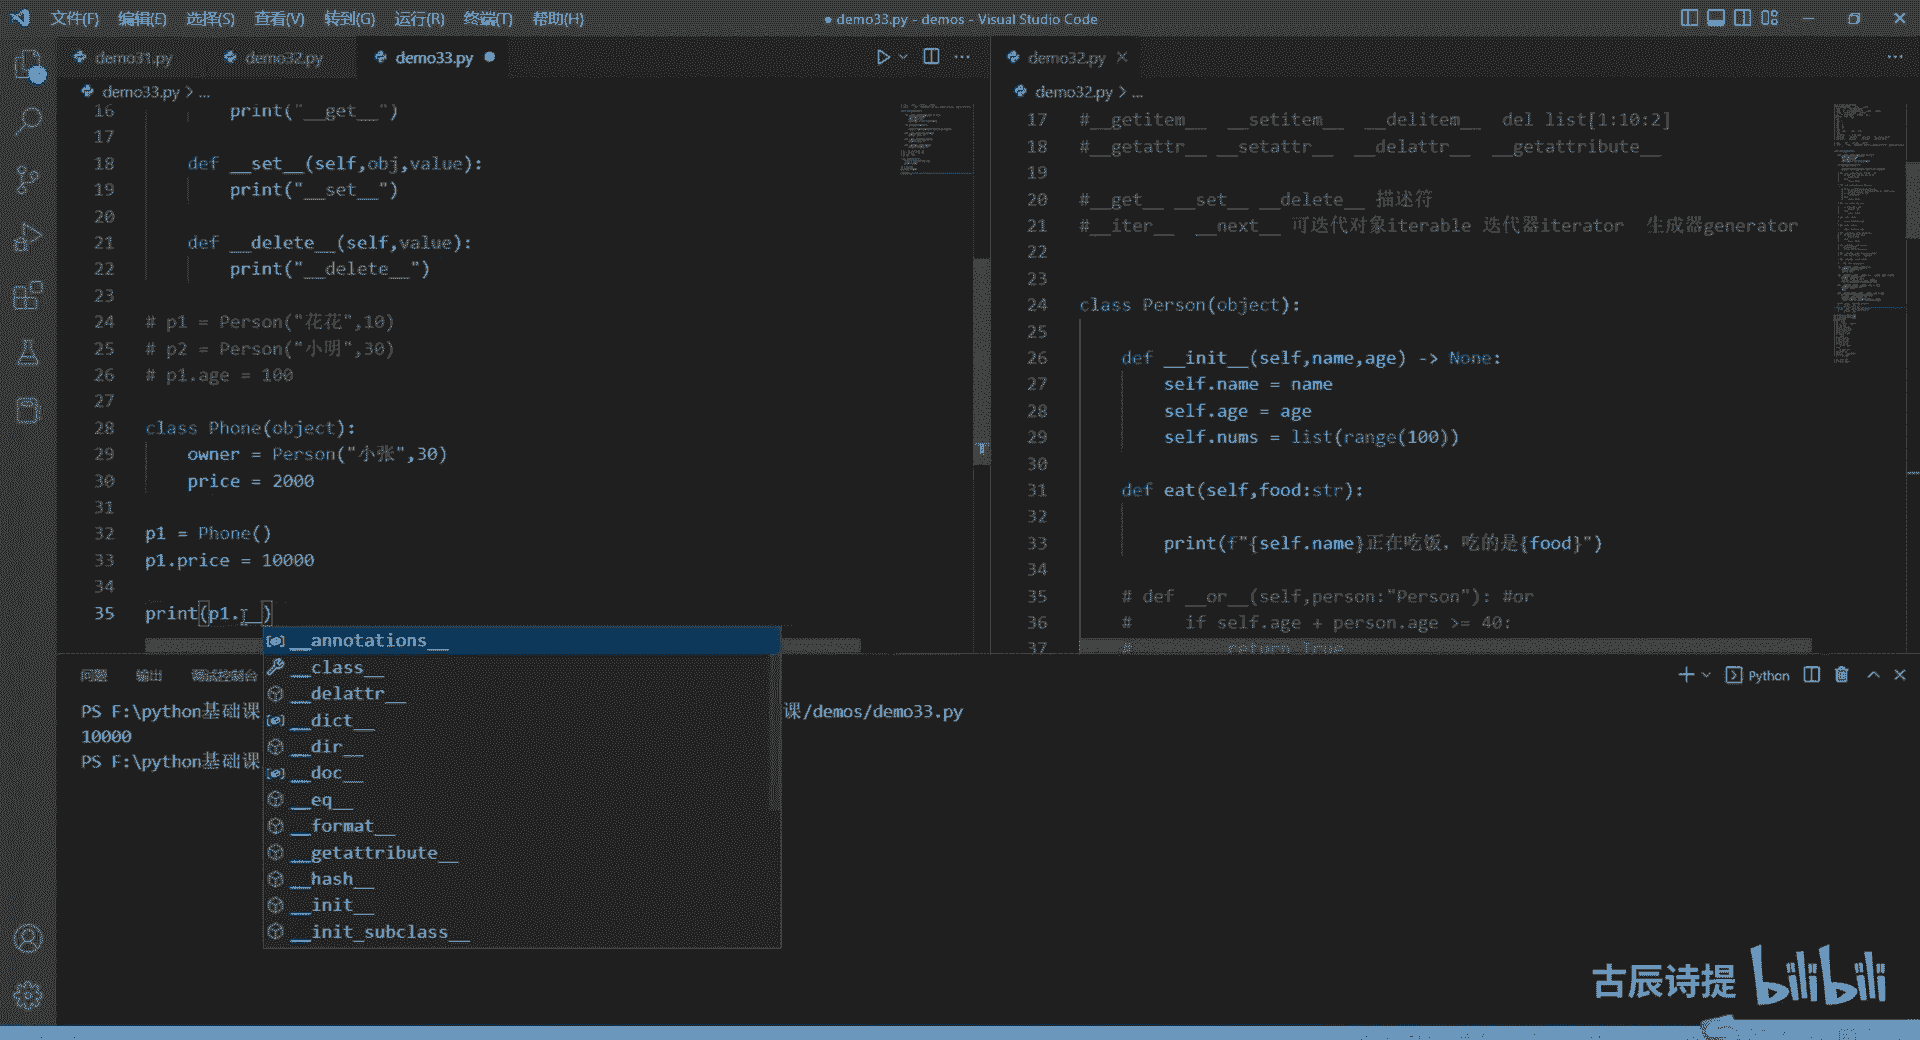 文件(F) 编辑(E) 选择(S) 查看(V) 转到(G) 运行(R) 终端(T) 帮助(H)
● demo33.py - demos - Visual Studio Code
demo31.py
demo32.py
demo33.py ●
demo33.py > ...
16 print("__get__")
17
18 def __set__(self,obj,value):
19 print("__set__")
20
21 def __delete__(self,value):
22 print("__delete__")
23
24 # p1 = Person("花花",10)
25 # p2 = Person("小明",30)
26 # p1.age = 100
27
28 class Phone(object):
29 owner = Person("小张",30)
30 price = 2000
31
32 p1 = Phone()
33 p1.price = 10000
34
35 print(p1.__)
__annotations__
__class__
__delattr__
__dict__
__dir__
__doc__
__eq__
__format__
__getattribute__
__hash__
__init__
__init_subclass__
demo32.py
demo32.py > ...
17 #__getitem__ __setitem__ __delitem__ del list[1:10:2]
18 #__getattr__ __setattr__ __delattr__ __getattribute__
19
20 #__get__ __set__ __delete__ 描述符
21 #__iter__ __next__ 可迭代对象iterable 迭代器iterator 生成器generator
22
23
24 class Person(object):
25
26 def __init__(self,name,age) -> None:
27 self.name = name
28 self.age = age
29 self.nums = list(range(100))
30
31 def eat(self,food:str):
32
33 print(f"{self.name}正在吃饭，吃的是{food}")
34
35 # def __or__(self,person:"Person"): #or
36 # if self.age + person.age >= 40:
37 # return True
问题 输出 调试控制台
Python
PS F:\python基础课 课/demos/demo33.py
10000
PS F:\python基础课
古辰诗提 bilibili